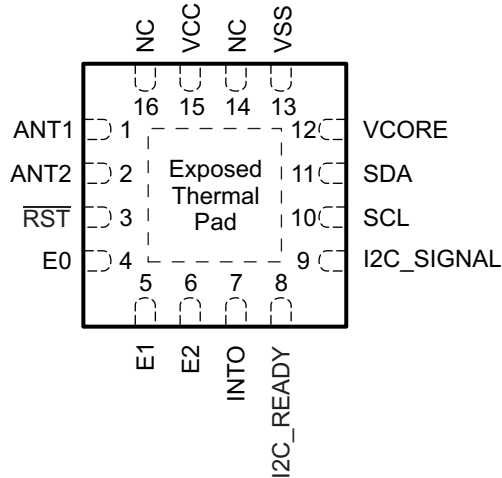 NC
VCC
NC
VSS
16
15
14
13
ANT1
1
12
VCORE
ANT2
2
11
SDA
RST
3
10
SCL
E0
4
9
I2C_SIGNAL
Exposed
Thermal
Pad
5
6
7
8
E1
E2
INTO
I2C_READY